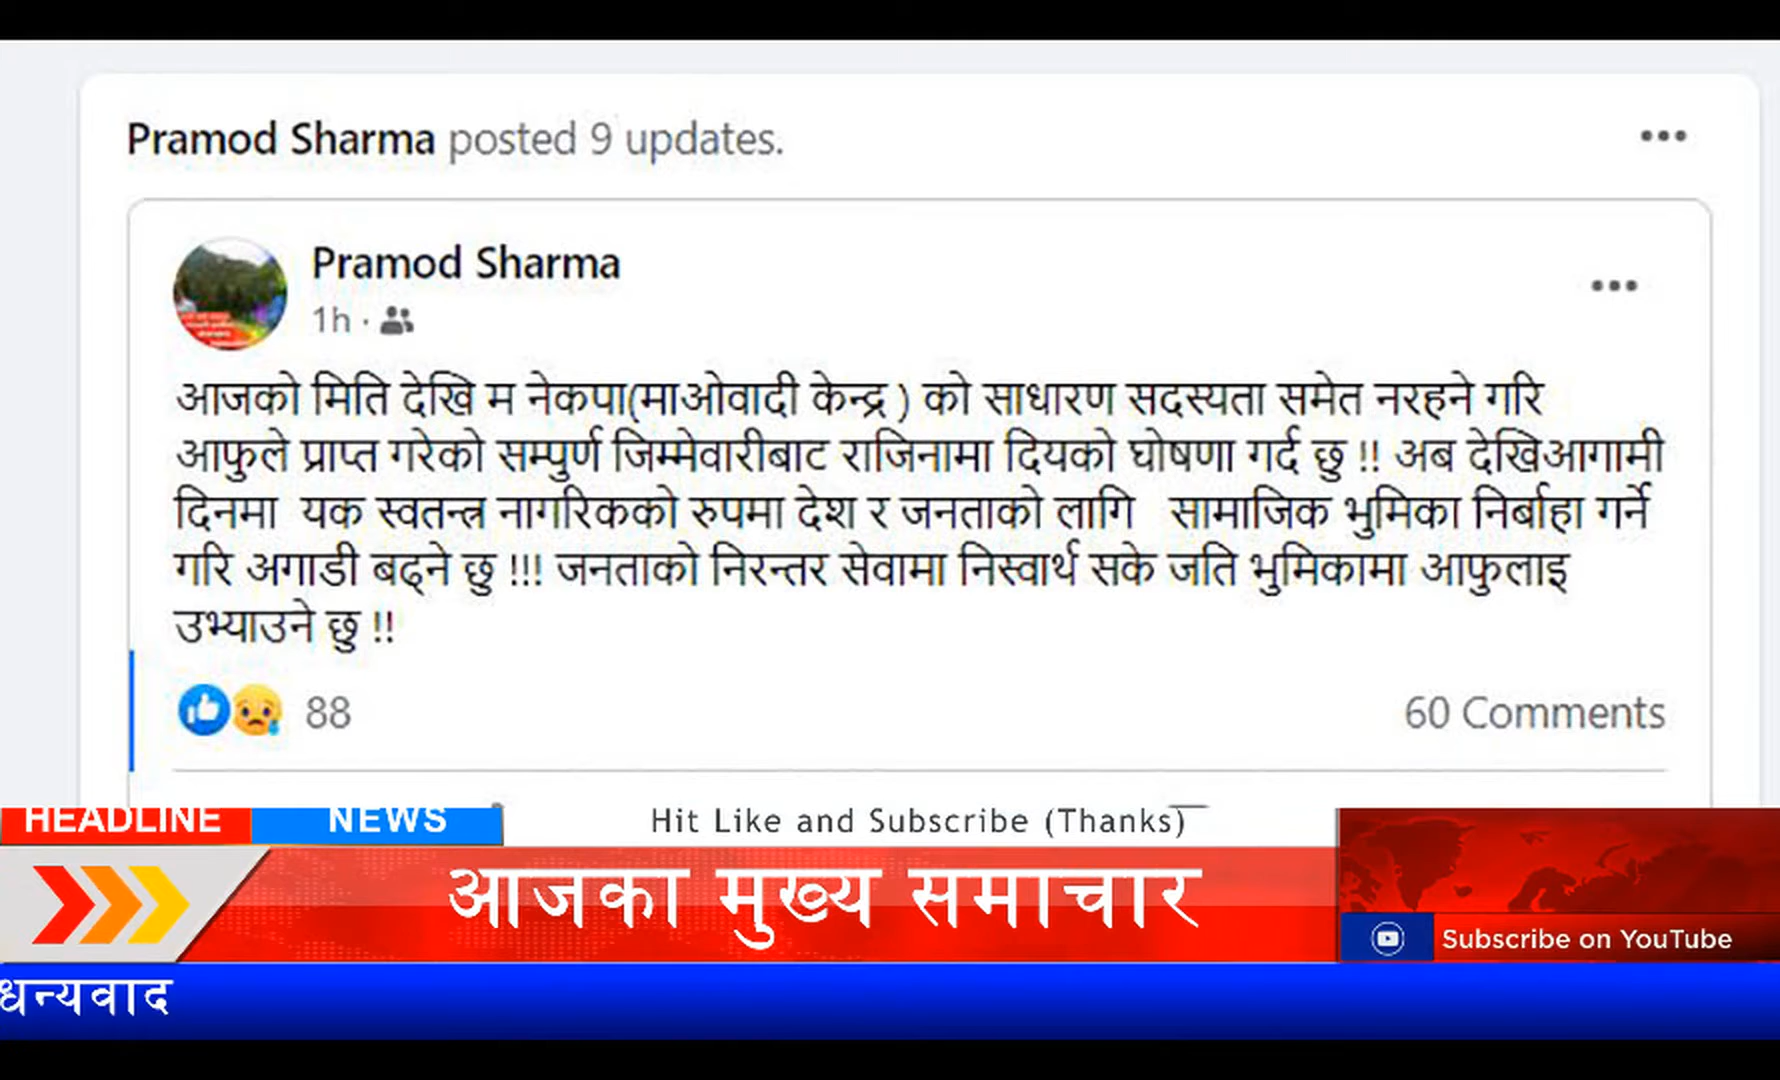 Pramod Sharma posted 9 updates.
Pramod Sharma
1h ·
आजको मिति देखि म नेकपा(माओवादी केन्द्र ) को साधारण सदस्यता समेत नरहने गरि
आफुले प्राप्त गरेको सम्पुर्ण जिम्मेवारीबाट राजिनामा दियको घोषणा गर्द छु !! अब देखिआगामी
दिनमा यक स्वतन्त्र नागरिकको रुपमा देश र जनताको लागि सामाजिक भुमिका निर्बाहा गर्ने
गरि अगाडी बढ्ने छु !!! जनताको निरन्तर सेवामा निस्वार्थ सके जति भुमिकामा आफुलाइ
उभ्याउने छु !!
88
60 Comments
HEADLINE NEWS
Hit Like and Subscribe (Thanks)
आजका मुख्य समाचार
Subscribe on YouTube
धन्यवाद